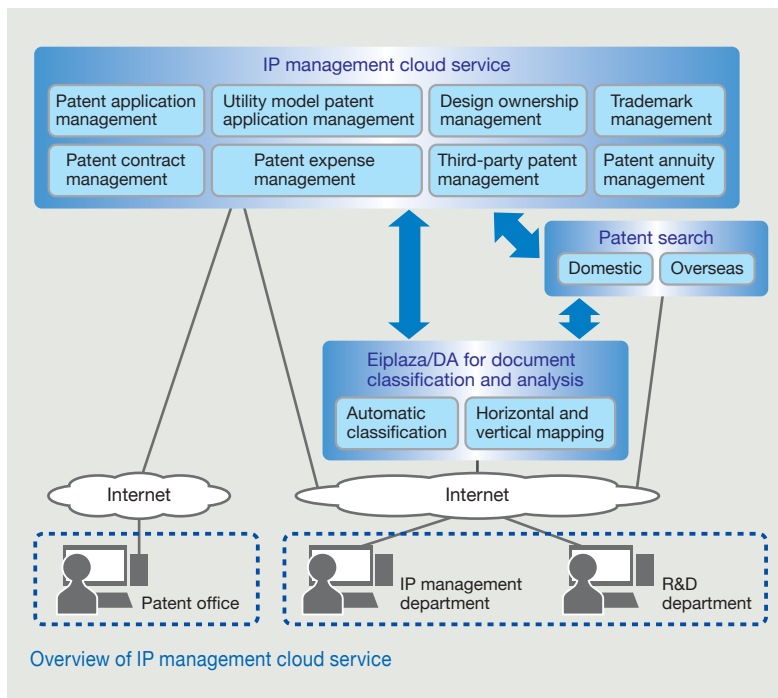 IP management cloud service
Patent application
management
Utility model patent
application management
Design ownership
management
Trademark
management
Patent contract
management
Patent expense
management
Third-party patent
management
Patent annuity
management
Patent search
Domestic
Overseas
Eiplaza/DA for document
classification and analysis
Automatic
classification
Horizontal and
vertical mapping
Internet
Internet
Patent office
IP management
department
R&D
department
Overview of IP management cloud service